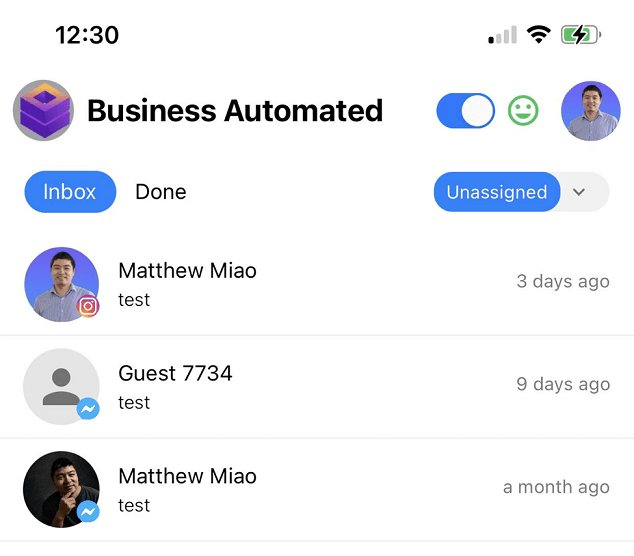 12:30
Business Automated
Inbox Done Unassigned
Matthew Miao
3 days ago
test
Guest 7734
9 days ago
test
Matthew Miao
a month ago
test